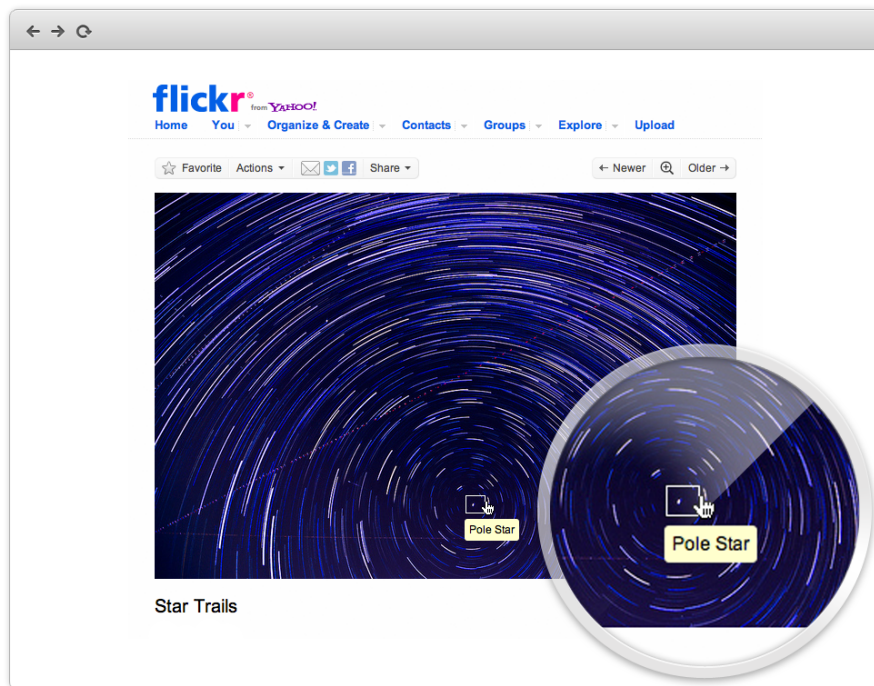 flickr® from YAHOO!
Home You Organize & Create Contacts Groups Explore Upload
Favorite Actions Share ← Newer Older →
Pole Star
Pole Star
Star Trails